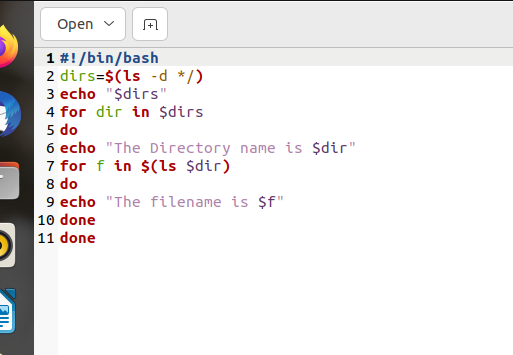 Open
1 #!/bin/bash
2 dirs=$(ls -d */)
3 echo "$dirs"
4 for dir in $dirs
5 do
6 echo "The Directory name is $dir"
7 for f in $(ls $dir)
8 do
9 echo "The filename is $f"
10 done
11 done